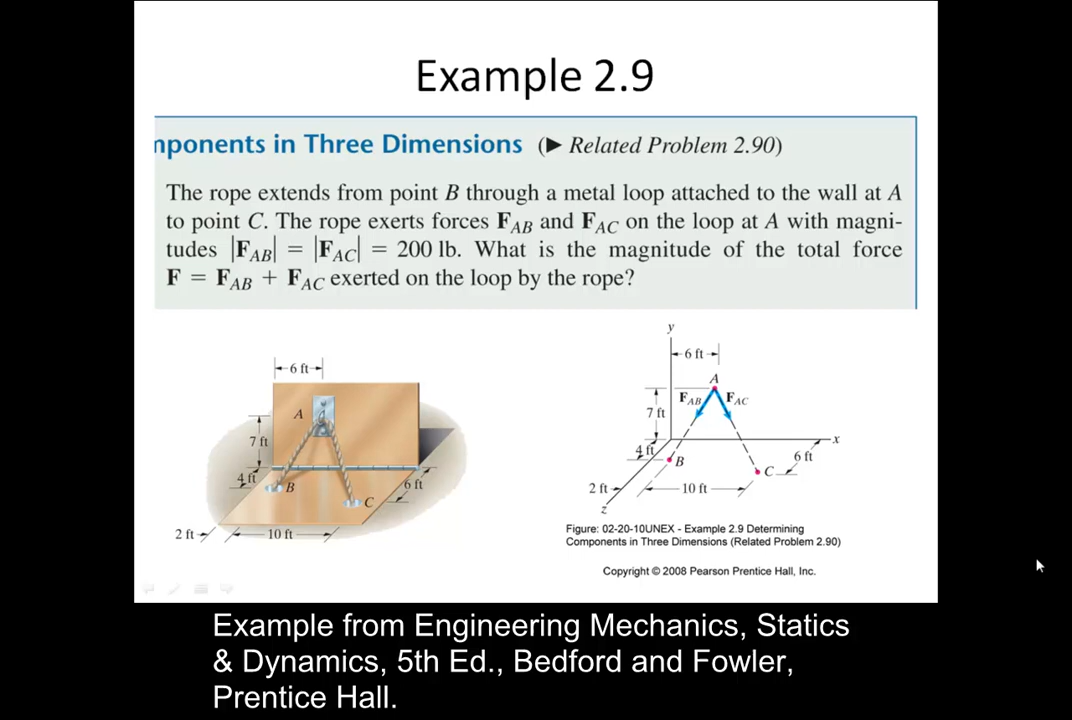 Example 2.9
mponents in Three Dimensions (▶ Related Problem 2.90)
The rope extends from point B through a metal loop attached to the wall at A
to point C. The rope exerts forces F_AB and F_AC on the loop at A with magni-
tudes |F_AB| = |F_AC| = 200 lb. What is the magnitude of the total force
F = F_AB + F_AC exerted on the loop by the rope?
6 ft
A
7 ft
4 ft
B
C
6 ft
2 ft
10 ft
y
6 ft
A
F_AB
F_AC
7 ft
x
4 ft
B
C
6 ft
2 ft
10 ft
z
Figure: 02-20-10UNEX - Example 2.9 Determining
Components in Three Dimensions (Related Problem 2.90)
Copyright © 2008 Pearson Prentice Hall, Inc.
Example from Engineering Mechanics, Statics
& Dynamics, 5th Ed., Bedford and Fowler,
Prentice Hall.